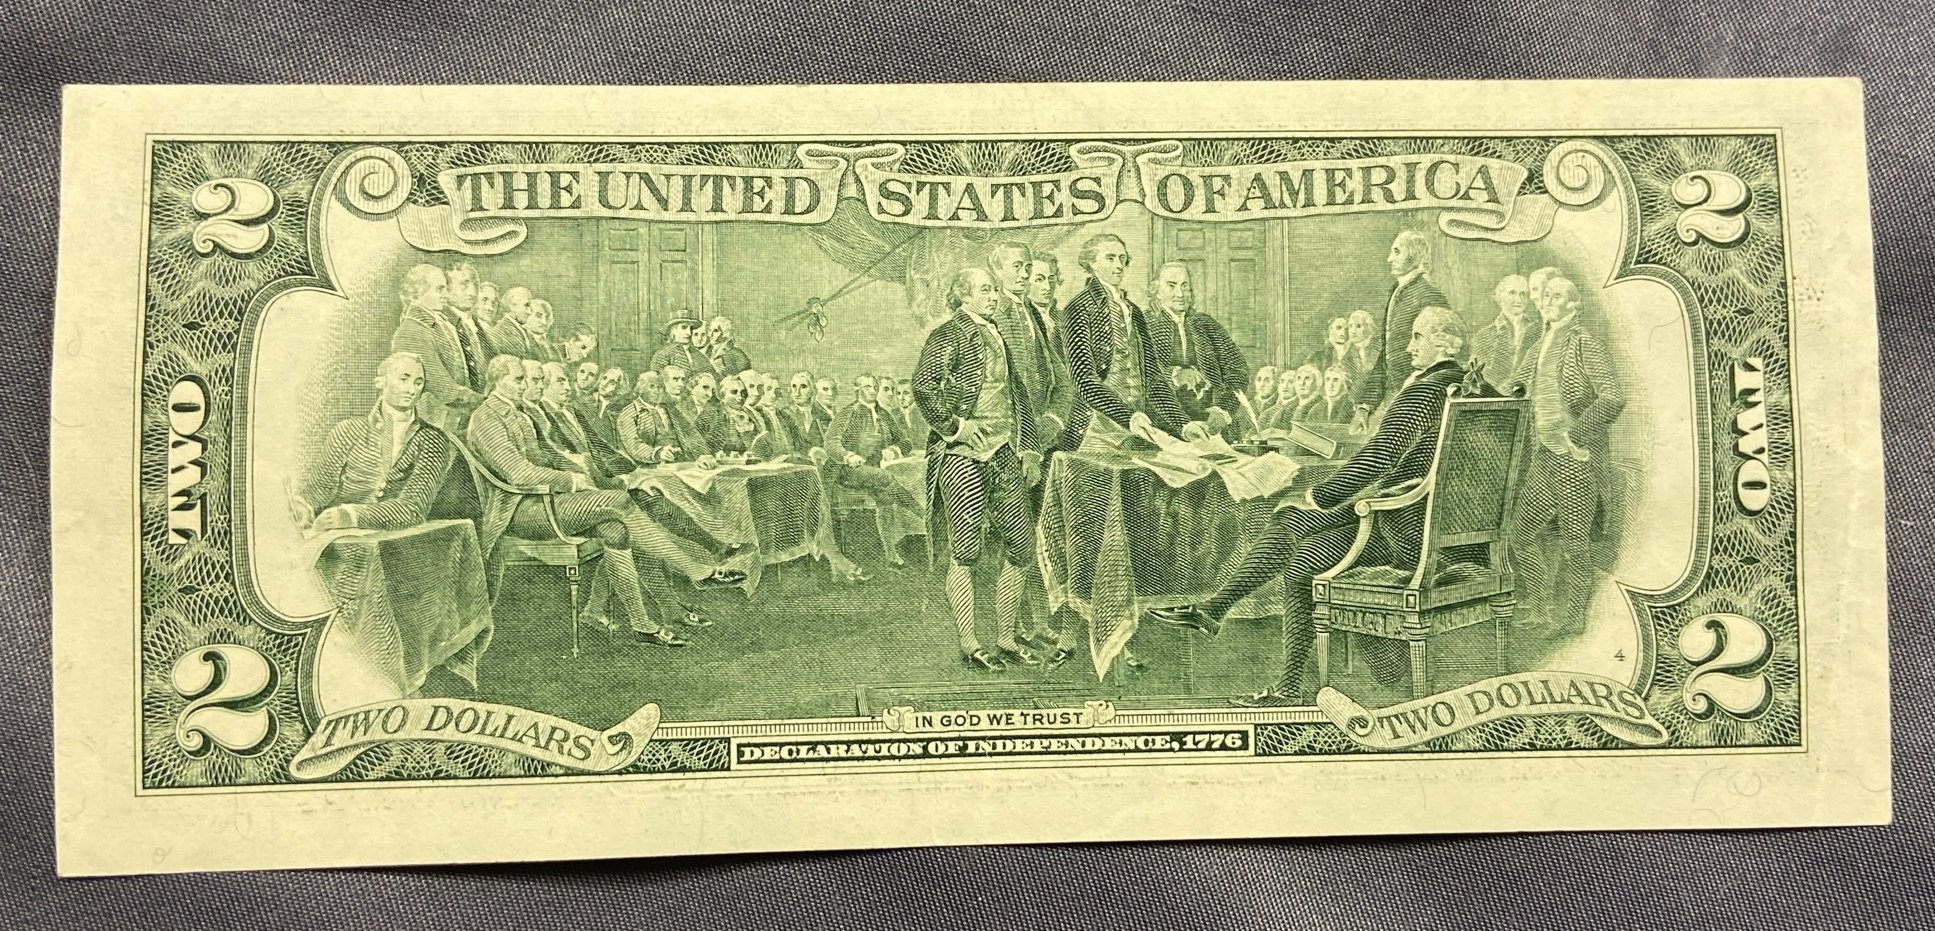 THE UNITED STATES OF AMERICA
2
2
TWO
TWO
4
2
2
TWO DOLLARS
TWO DOLLARS
IN GOD WE TRUST
DECLARATION OF INDEPENDENCE, 1776